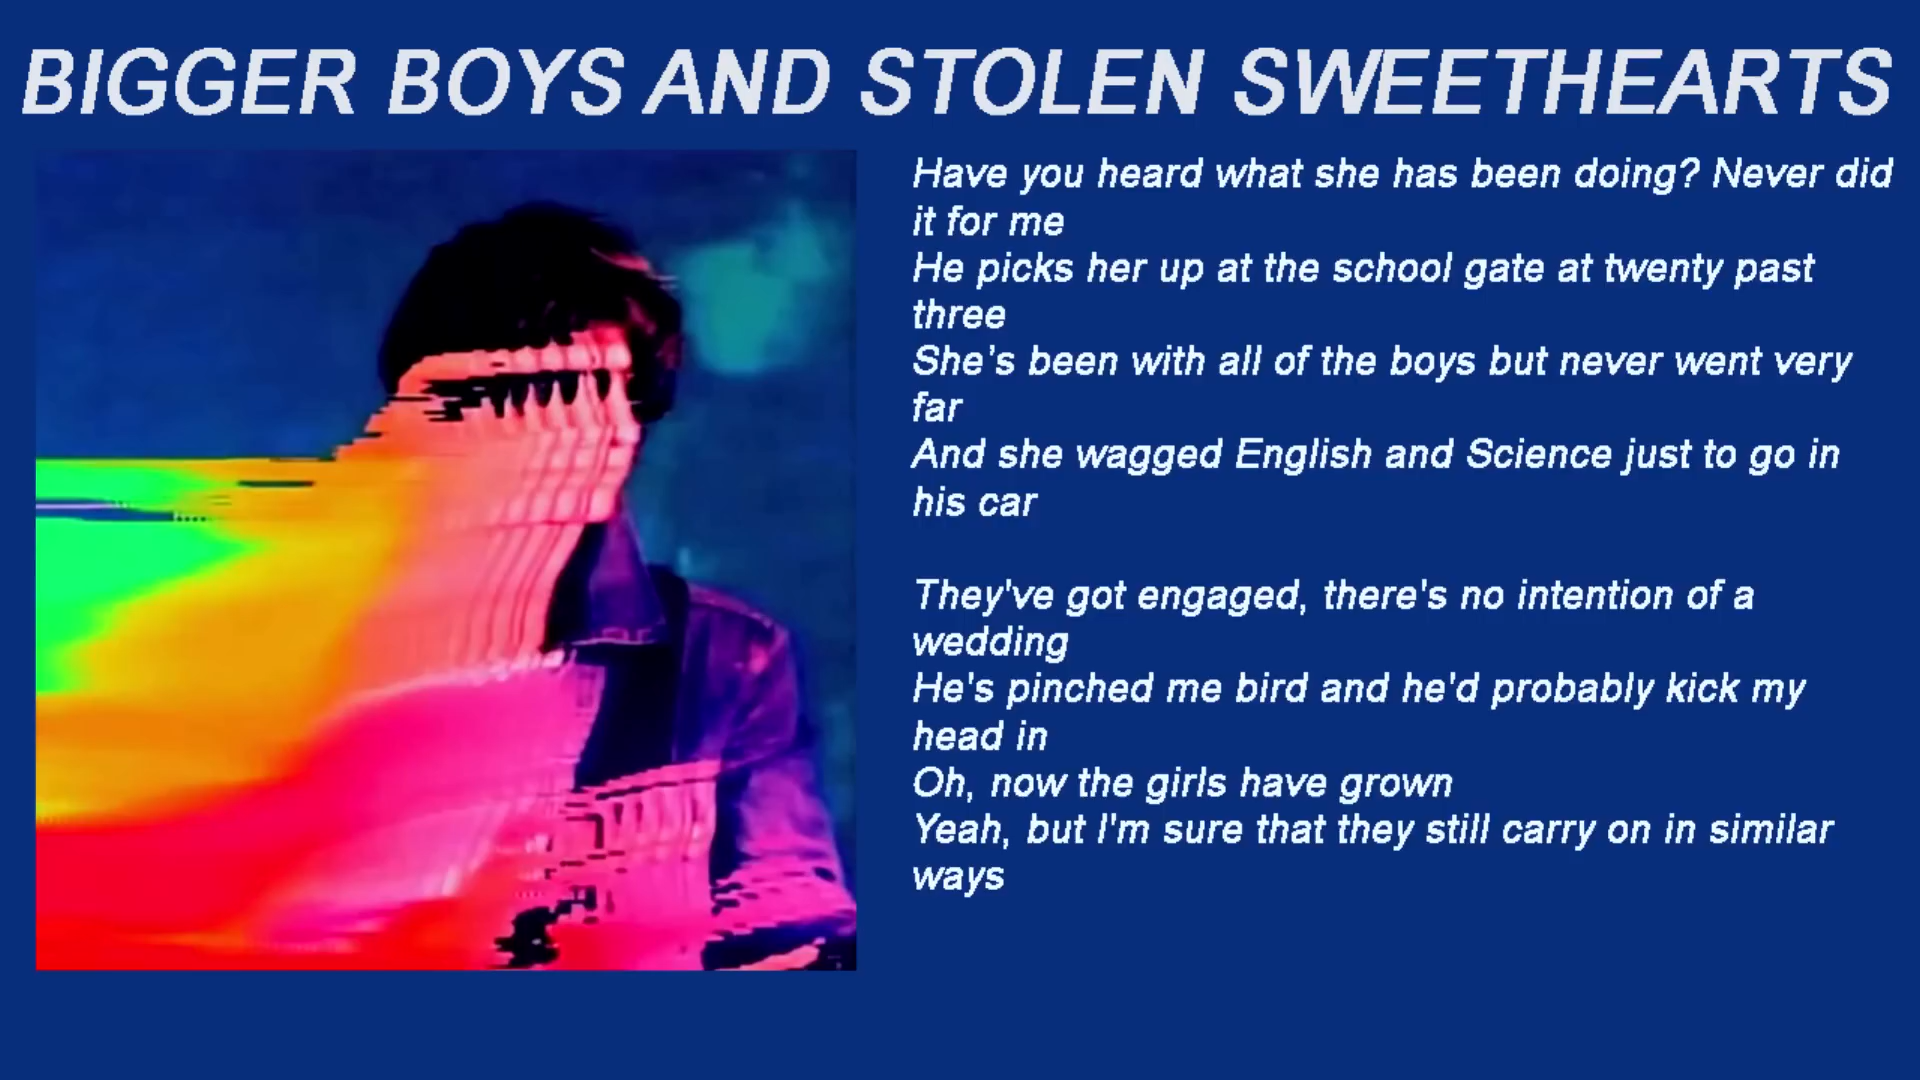 BIGGER BOYS AND STOLEN SWEETHEARTS
Have you heard what she has been doing? Never did
it for me
He picks her up at the school gate at twenty past
three
She's been with all of the boys but never went very
far
And she wagged English and Science just to go in
his car
They've got engaged, there's no intention of a
wedding
He's pinched me bird and he'd probably kick my
head in
Oh, now the girls have grown
Yeah, but I'm sure that they still carry on in similar
ways